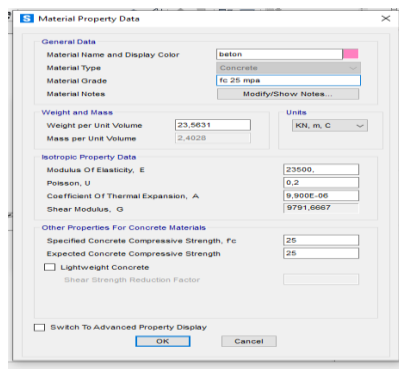 S Material Property Data
General Data
Material Name and Display Color beton
Material Type Concrete
Material Grade fc 25 mpa
Material Notes Modify/Show Notes...
Weight and Mass Units
Weight per Unit Volume 23,5631 KN, m, C
Mass per Unit Volume 2,4028
Isotropic Property Data
Modulus Of Elasticity, E 23500,
Poisson, U 0,2
Coefficient Of Thermal Expansion, A 9,900E-06
Shear Modulus, G 9791,6667
Other Properties For Concrete Materials
Specified Concrete Compressive Strength, f'c 25
Expected Concrete Compressive Strength 25
Lightweight Concrete
Shear Strength Reduction Factor
Switch To Advanced Property Display
OK Cancel